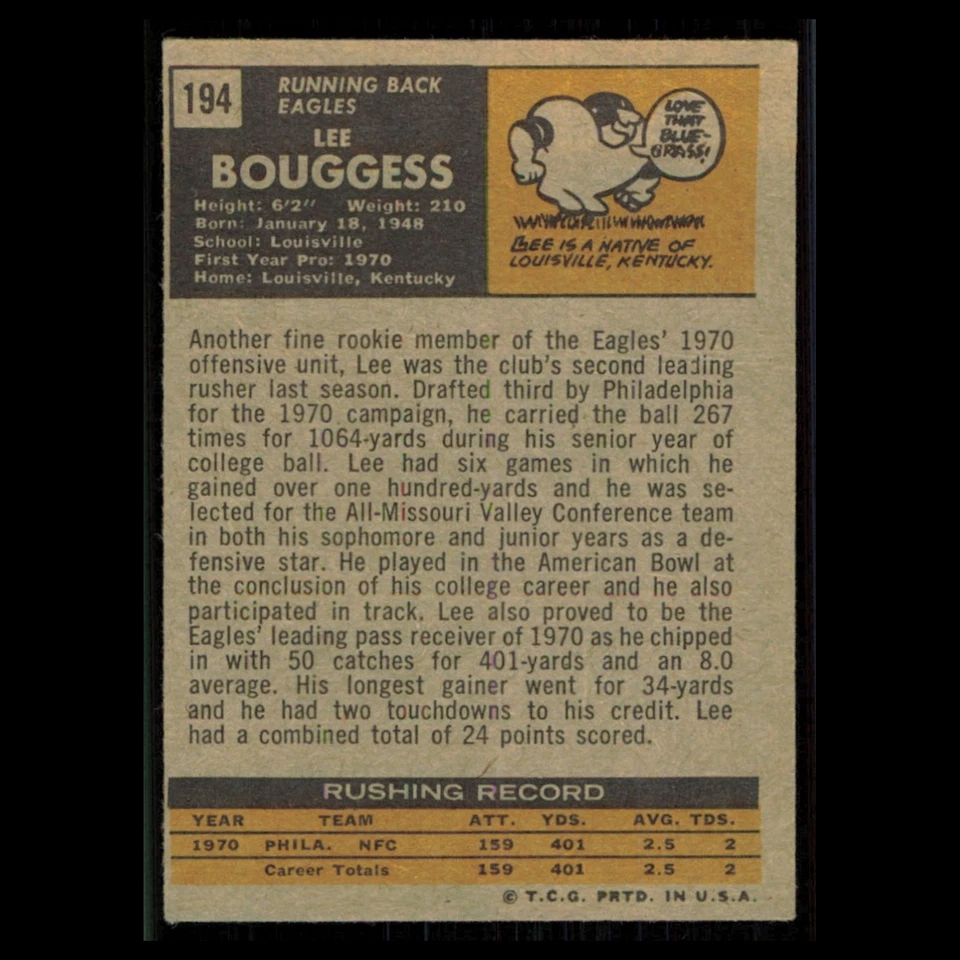 194
RUNNING BACK
EAGLES
LEE
BOUGGESS
Height: 6'2" Weight: 210
Born: January 18, 1948
School: Louisville
First Year Pro: 1970
Home: Louisville, Kentucky
LOVE
THAT
BLUE-
GRASS!
LEE IS A NATIVE OF
LOUISVILLE, KENTUCKY.
Another fine rookie member of the Eagles' 1970
offensive unit, Lee was the club's second leading
rusher last season. Drafted third by Philadelphia
for the 1970 campaign, he carried the ball 267
times for 1064-yards during his senior year of
college ball. Lee had six games in which he
gained over one hundred-yards and he was se-
lected for the All-Missouri Valley Conference team
in both his sophomore and junior years as a de-
fensive star. He played in the American Bowl at
the conclusion of his college career and he also
participated in track. Lee also proved to be the
Eagles' leading pass receiver of 1970 as he chipped
in with 50 catches for 401-yards and an 8.0
average. His longest gainer went for 34-yards
and he had two touchdowns to his credit. Lee
had a combined total of 24 points scored.
RUSHING RECORD
YEAR TEAM ATT. YDS. AVG. TDS.
1970 PHILA. NFC 159 401 2.5 2
Career Totals 159 401 2.5 2
© T.C.G. PRTD. IN U.S.A.